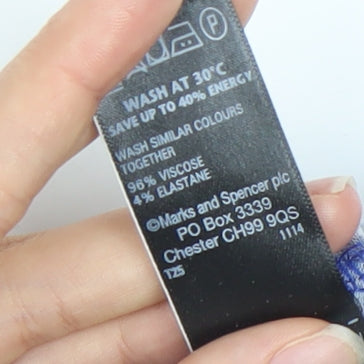 P
WASH AT 30°C
SAVE UP TO 40% ENERGY
WASH SIMILAR COLOURS
TOGETHER
96% VISCOSE
4% ELASTANE
©Marks and Spencer plc
PO Box 3339
Chester CH99 9QS
1114
T25